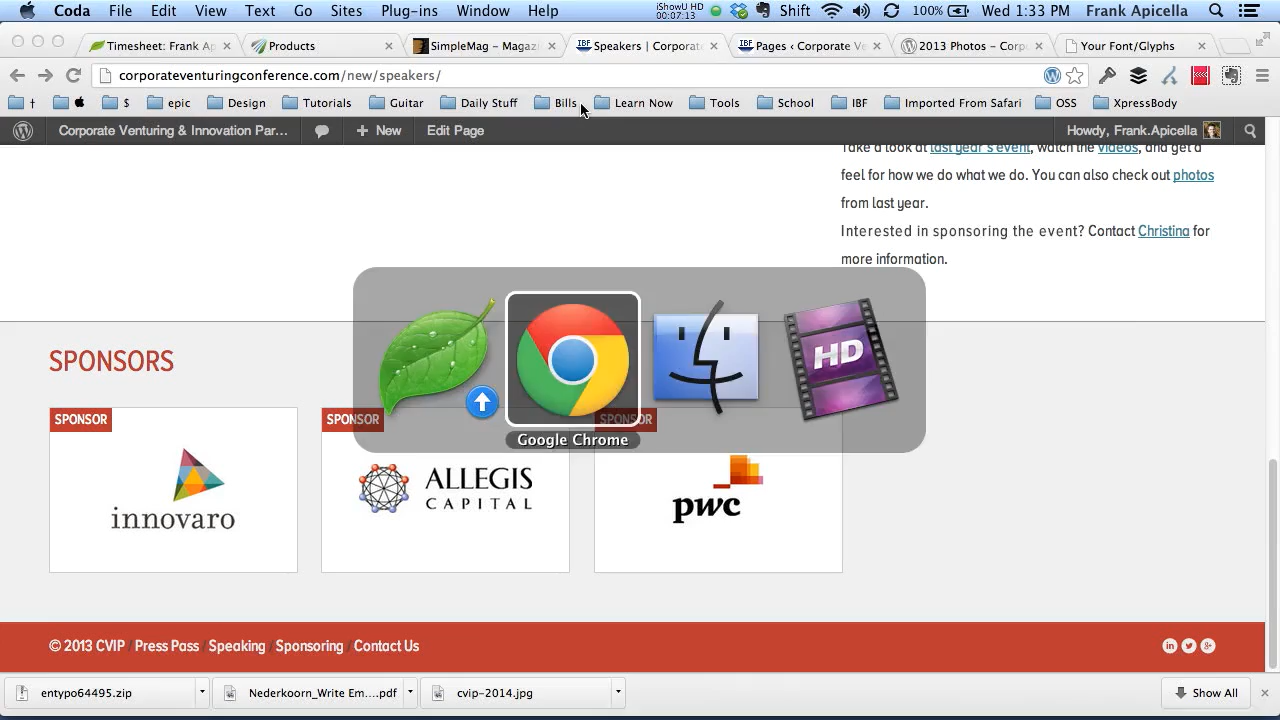 Coda File Edit View Text Go Sites Plug-ins Window Help iShowU HD 00:07:13 Shift 100% Wed 1:33 PM Frank Apicella
Timesheet: Frank Ap Products SimpleMag – Magaz Speakers | Corporat Pages ‹ Corporate 2013 Photos – Corp Your Font/Glyphs
corporateventuringconference.com/new/speakers/
† $ epic Design Tutorials Guitar Daily Stuff Bills Learn Now Tools School IBF Imported From Safari OSS XpressBody
Corporate Venturing & Innovation Par... + New Edit Page Howdy, Frank.Apicella
Take a look at last year's event, watch the videos, and get a
feel for how we do what we do. You can also check out photos
from last year.
Interested in sponsoring the event? Contact Christina for
more information.
HD
Google Chrome
SPONSORS
SPONSOR SPONSOR SPONSOR
innovaro
ALLEGIS
CAPITAL
pwc
© 2013 CVIP / Press Pass / Speaking / Sponsoring / Contact Us
entypo64495.zip Nederkoorn_Write Em....pdf cvip-2014.jpg Show All